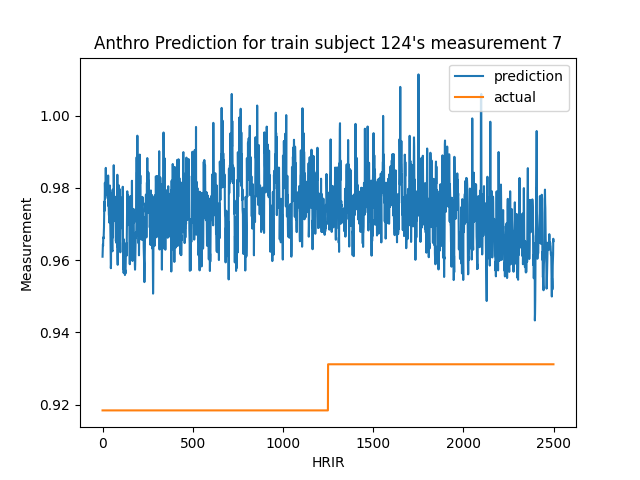 Anthro Prediction for train subject 124's measurement 7
prediction
actual
1.00
0.98
0.96
0.94
0.92
Measurement
0
500
1000
1500
2000
2500
HRIR